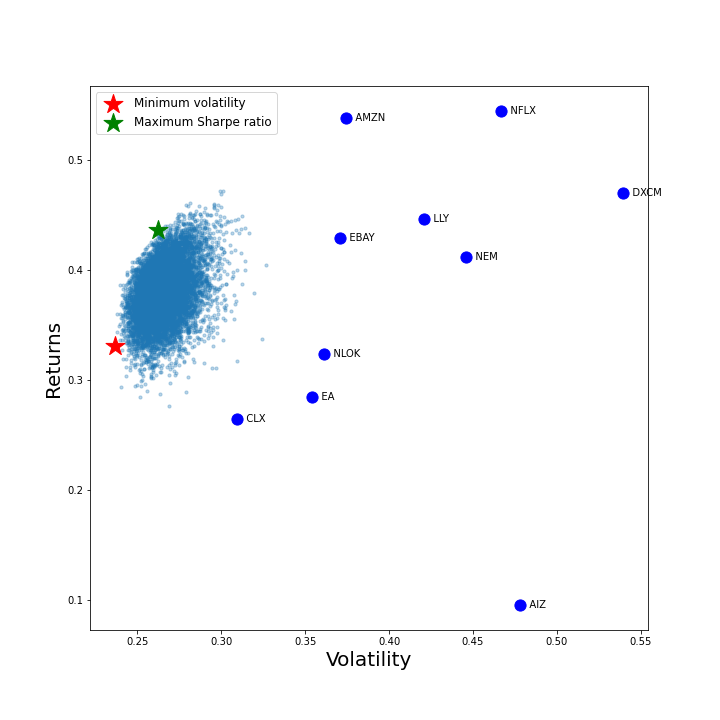 Minimum volatility
Maximum Sharpe ratio
AMZN
NFLX
DXCM
LLY
EBAY
NEM
NLOK
EA
CLX
AIZ
0.5
0.4
0.3
0.2
0.1
Returns
0.25 0.30 0.35 0.40 0.45 0.50 0.55
Volatility